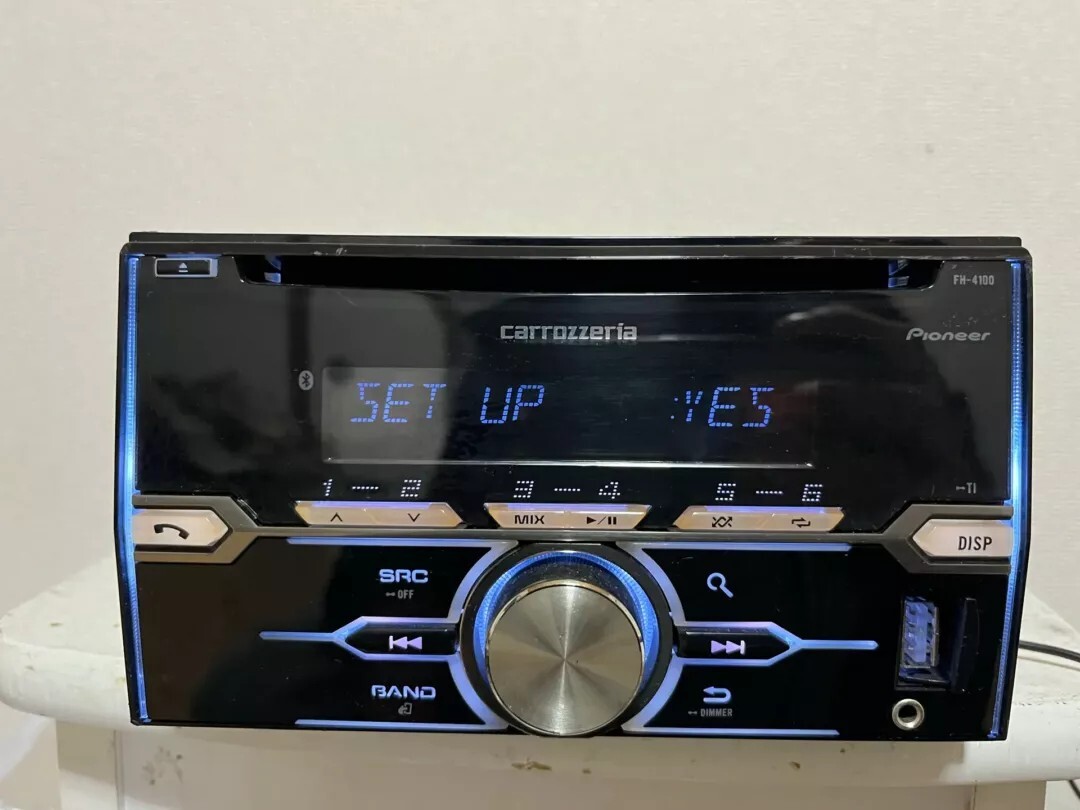 FH-4100
carrozzeria
Pioneer
SET UP :YES
1 --- 2 3 --- 4 5 --- 6
TI
MIX
DISP
SRC
OFF
BAND
DIMMER